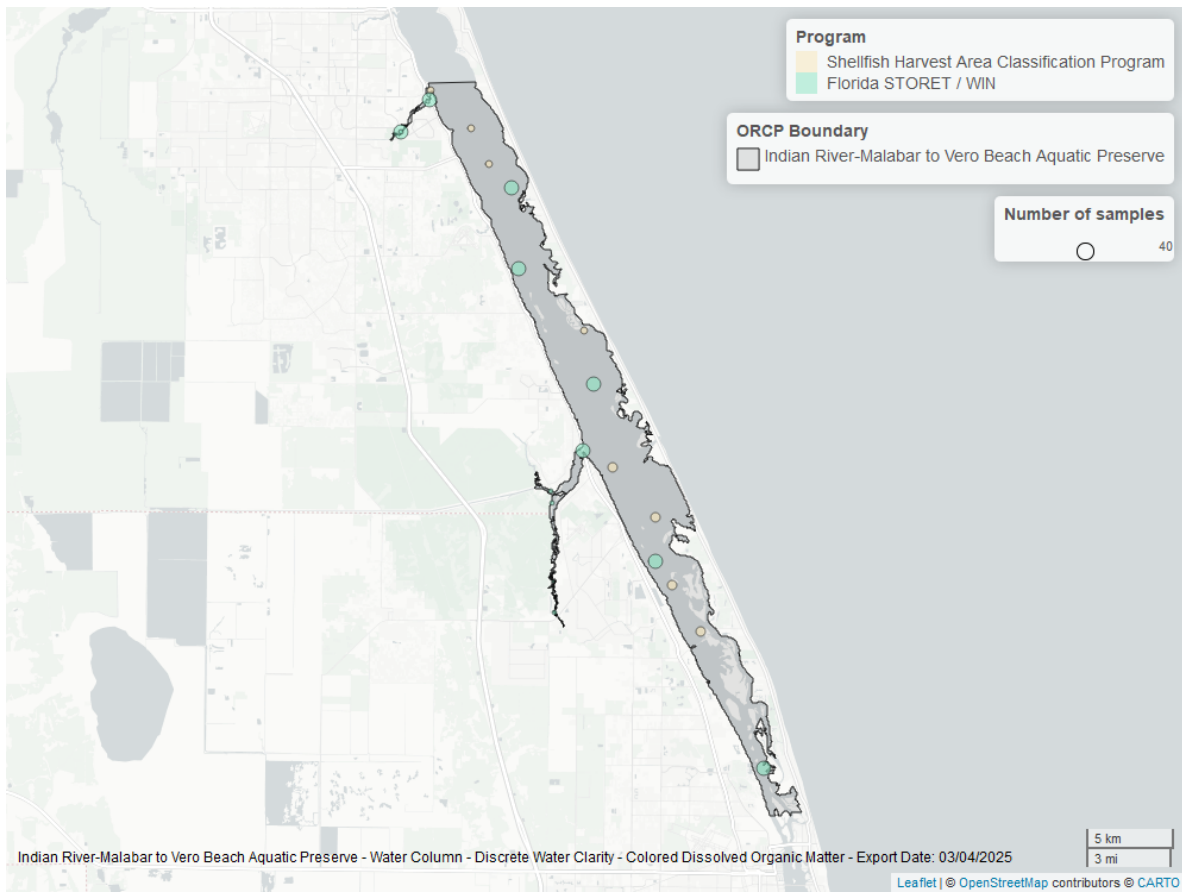 Program
Shellfish Harvest Area Classification Program
Florida STORET / WIN
ORCP Boundary
Indian River-Malabar to Vero Beach Aquatic Preserve
Number of samples
40
5 km
3 mi
Indian River-Malabar to Vero Beach Aquatic Preserve - Water Column - Discrete Water Clarity - Colored Dissolved Organic Matter - Export Date: 03/04/2025
Leaflet | © OpenStreetMap contributors © CARTO